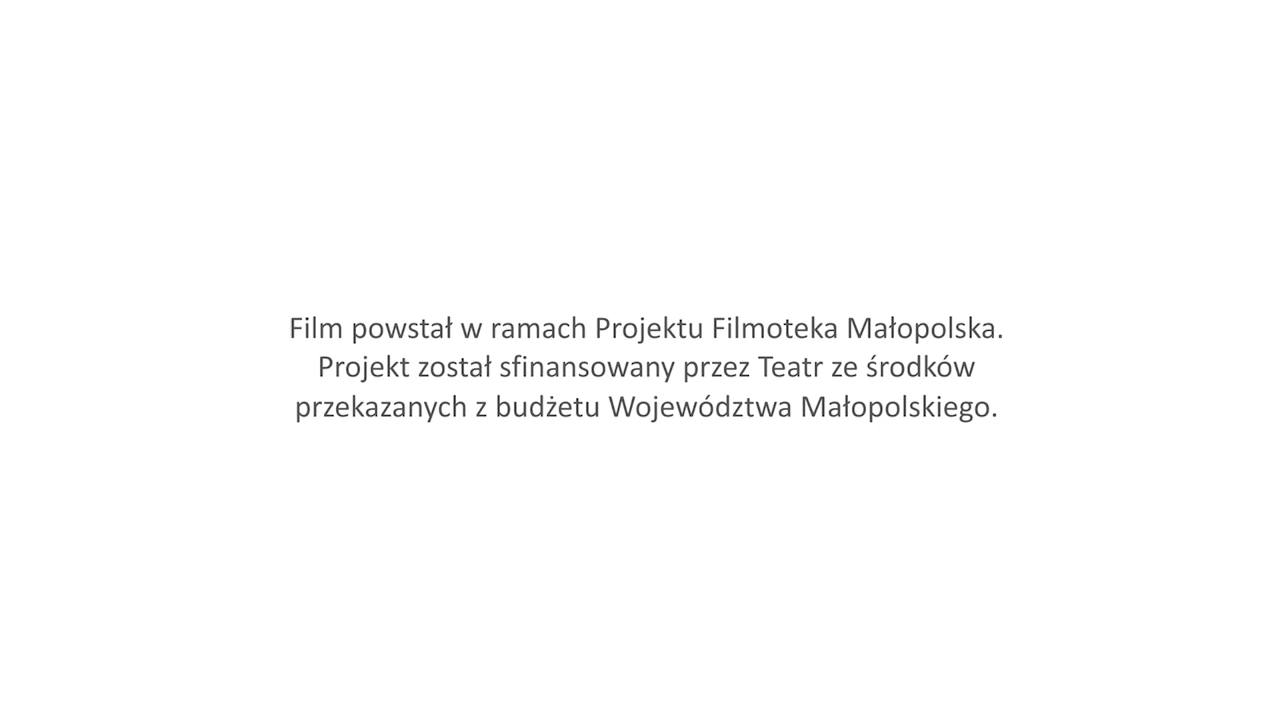 Film powstał w ramach Projektu Filmoteka Małopolska.
Projekt został sfinansowany przez Teatr ze środków
przekazanych z budżetu Województwa Małopolskiego.